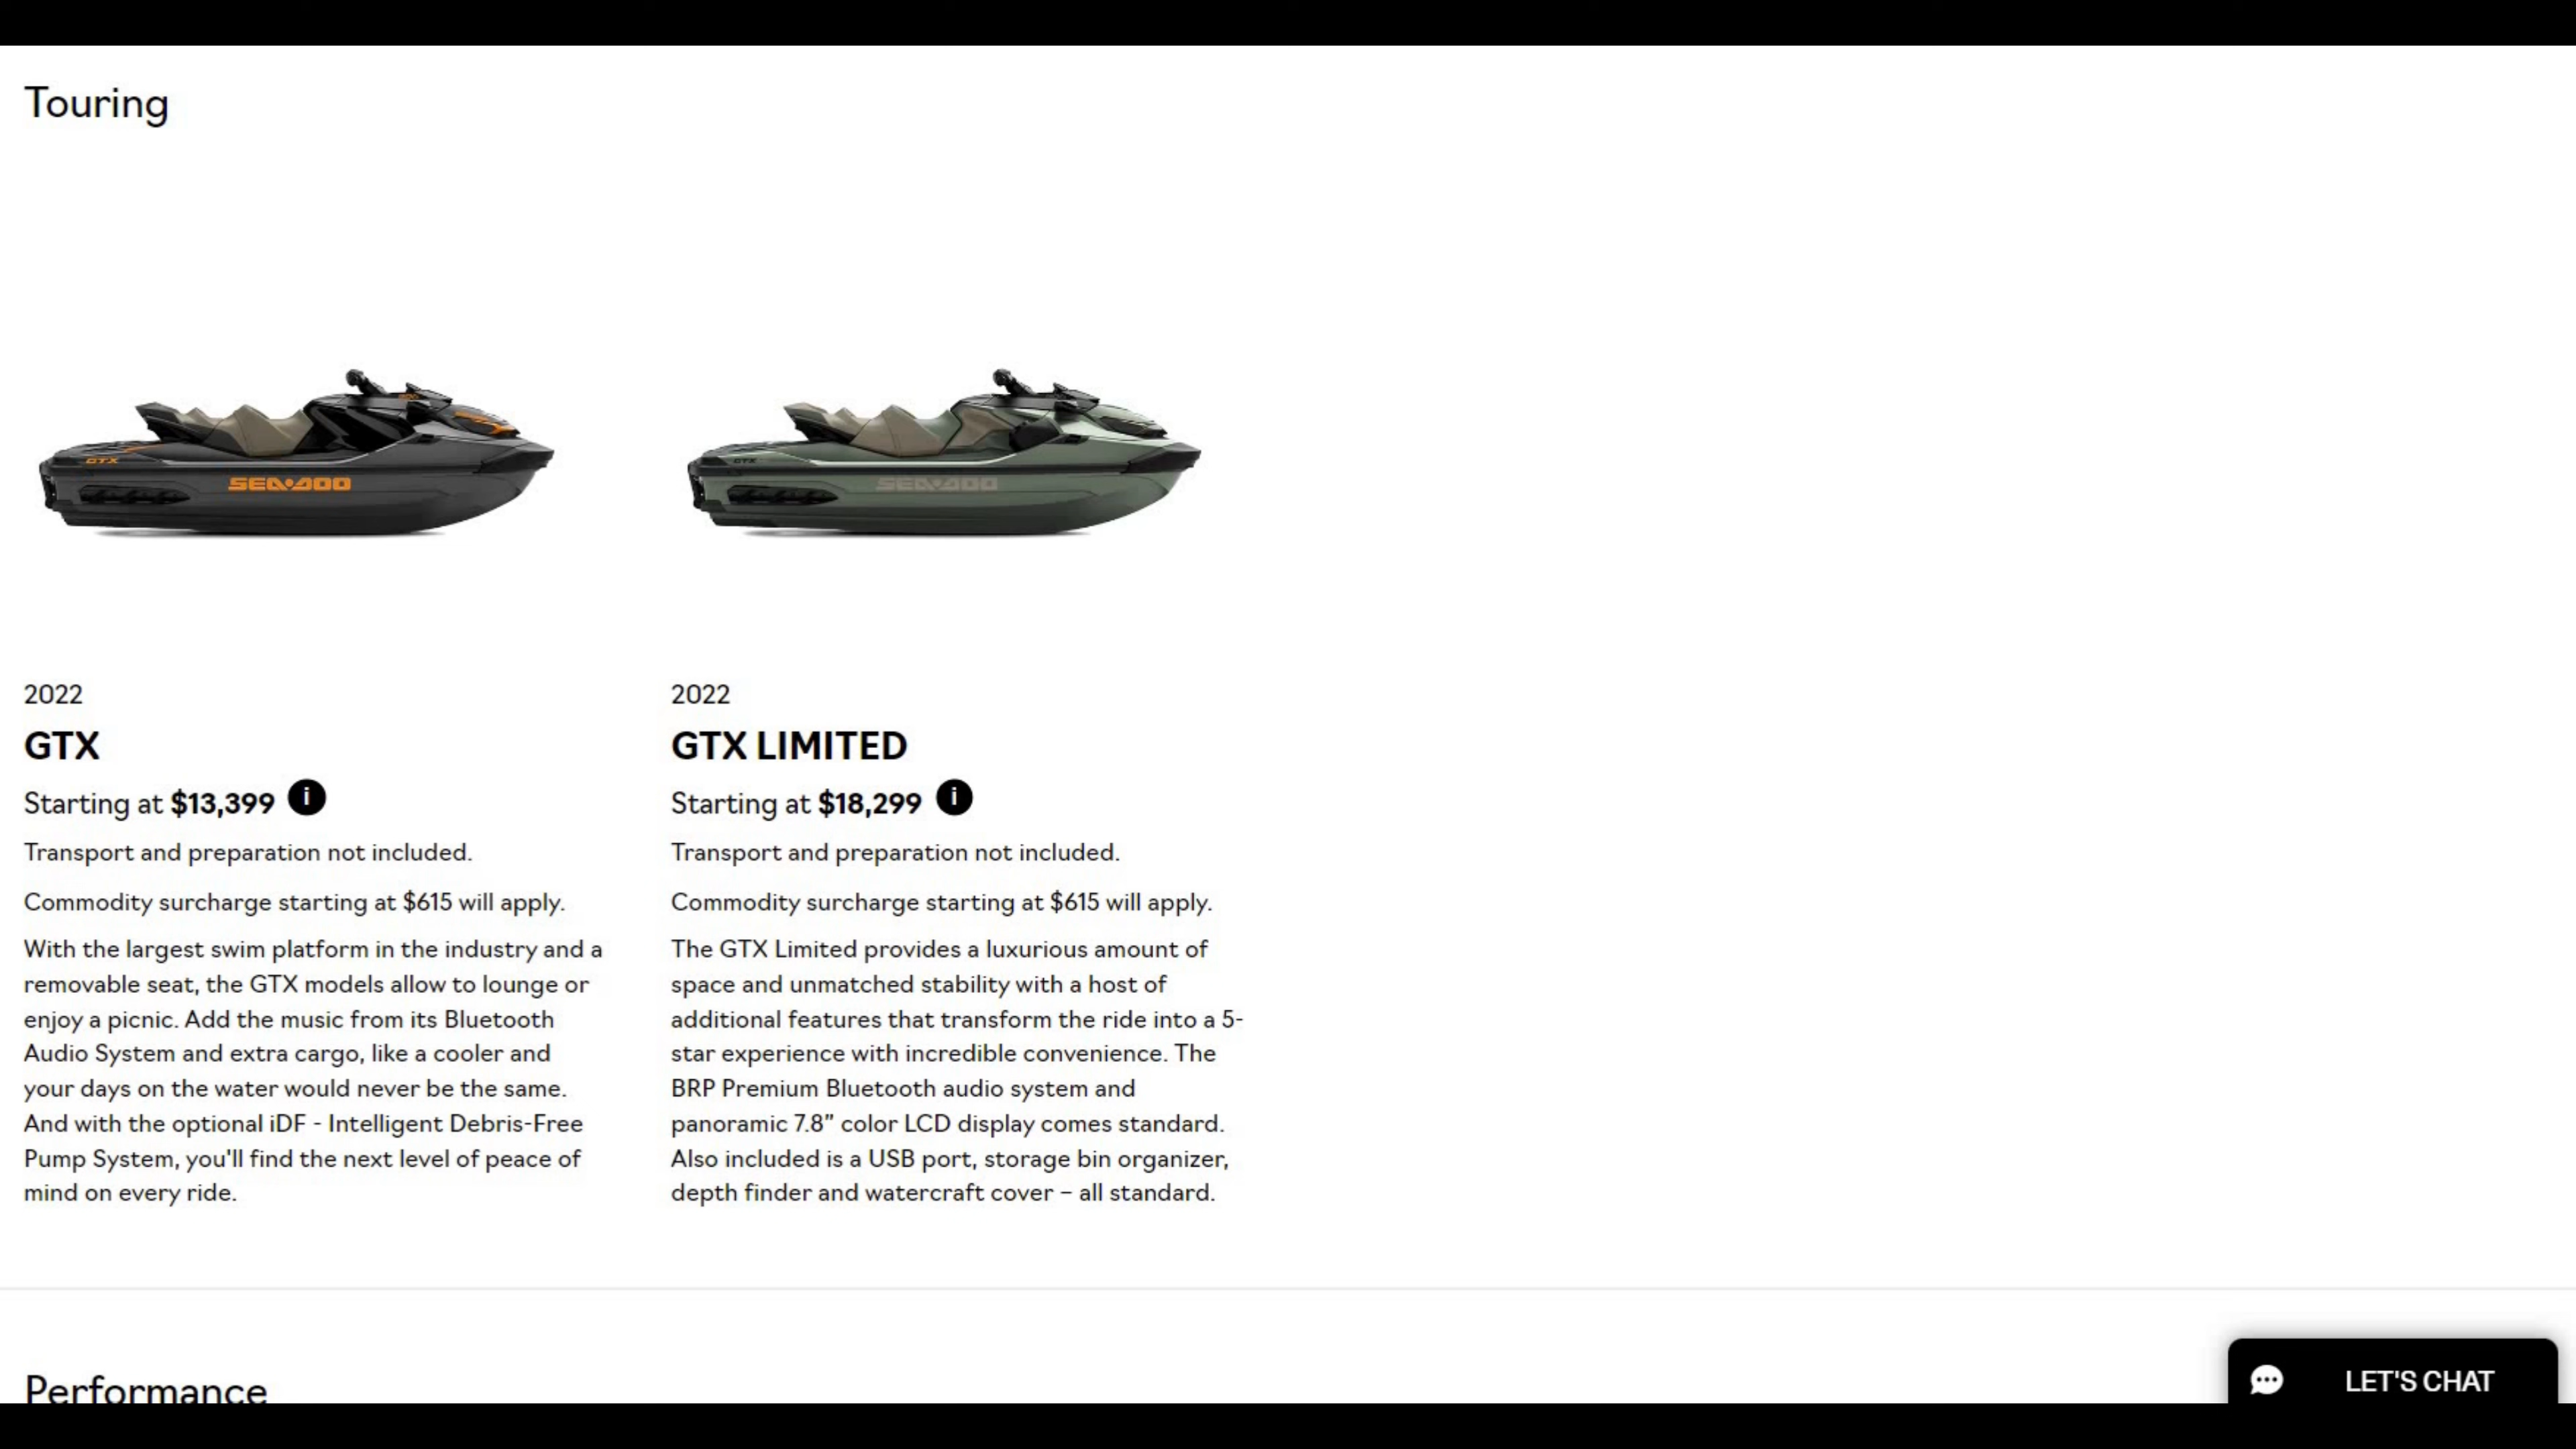 Touring
GTX
SEA-DOO
GTX
SEA-DOO
2022
GTX
Starting at $13,399 i
Transport and preparation not included.
Commodity surcharge starting at $615 will apply.
With the largest swim platform in the industry and a
removable seat, the GTX models allow to lounge or
enjoy a picnic. Add the music from its Bluetooth
Audio System and extra cargo, like a cooler and
your days on the water would never be the same.
And with the optional iDF - Intelligent Debris-Free
Pump System, you'll find the next level of peace of
mind on every ride.
2022
GTX LIMITED
Starting at $18,299 i
Transport and preparation not included.
Commodity surcharge starting at $615 will apply.
The GTX Limited provides a luxurious amount of
space and unmatched stability with a host of
additional features that transform the ride into a 5-
star experience with incredible convenience. The
BRP Premium Bluetooth audio system and
panoramic 7.8” color LCD display comes standard.
Also included is a USB port, storage bin organizer,
depth finder and watercraft cover – all standard.
Performance
LET'S CHAT